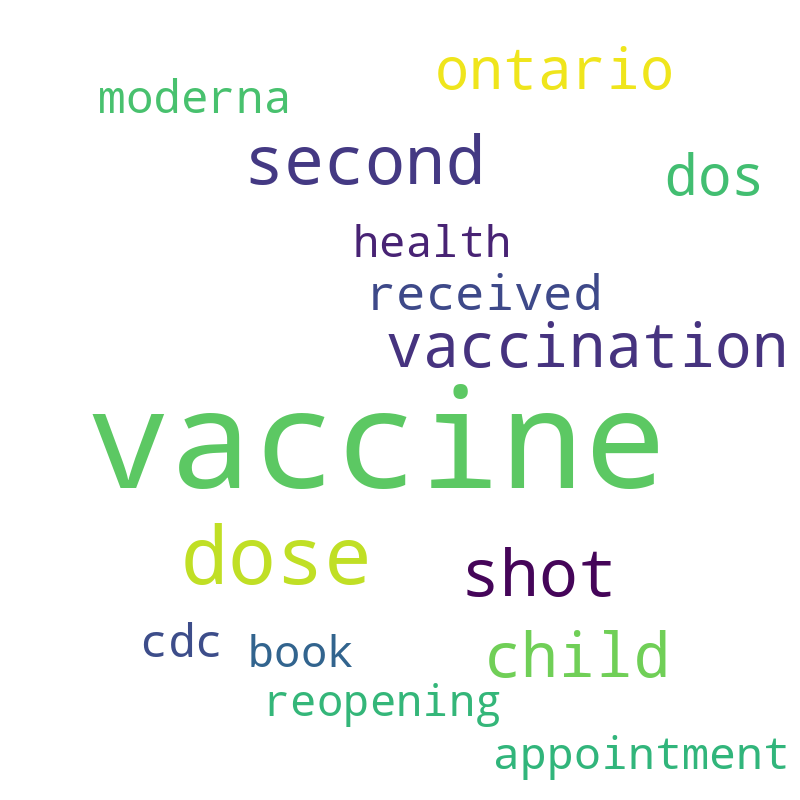 ontario
moderna
second
dos
health
received
vaccination
vaccine
dose
shot
cdc
book
child
reopening
appointment